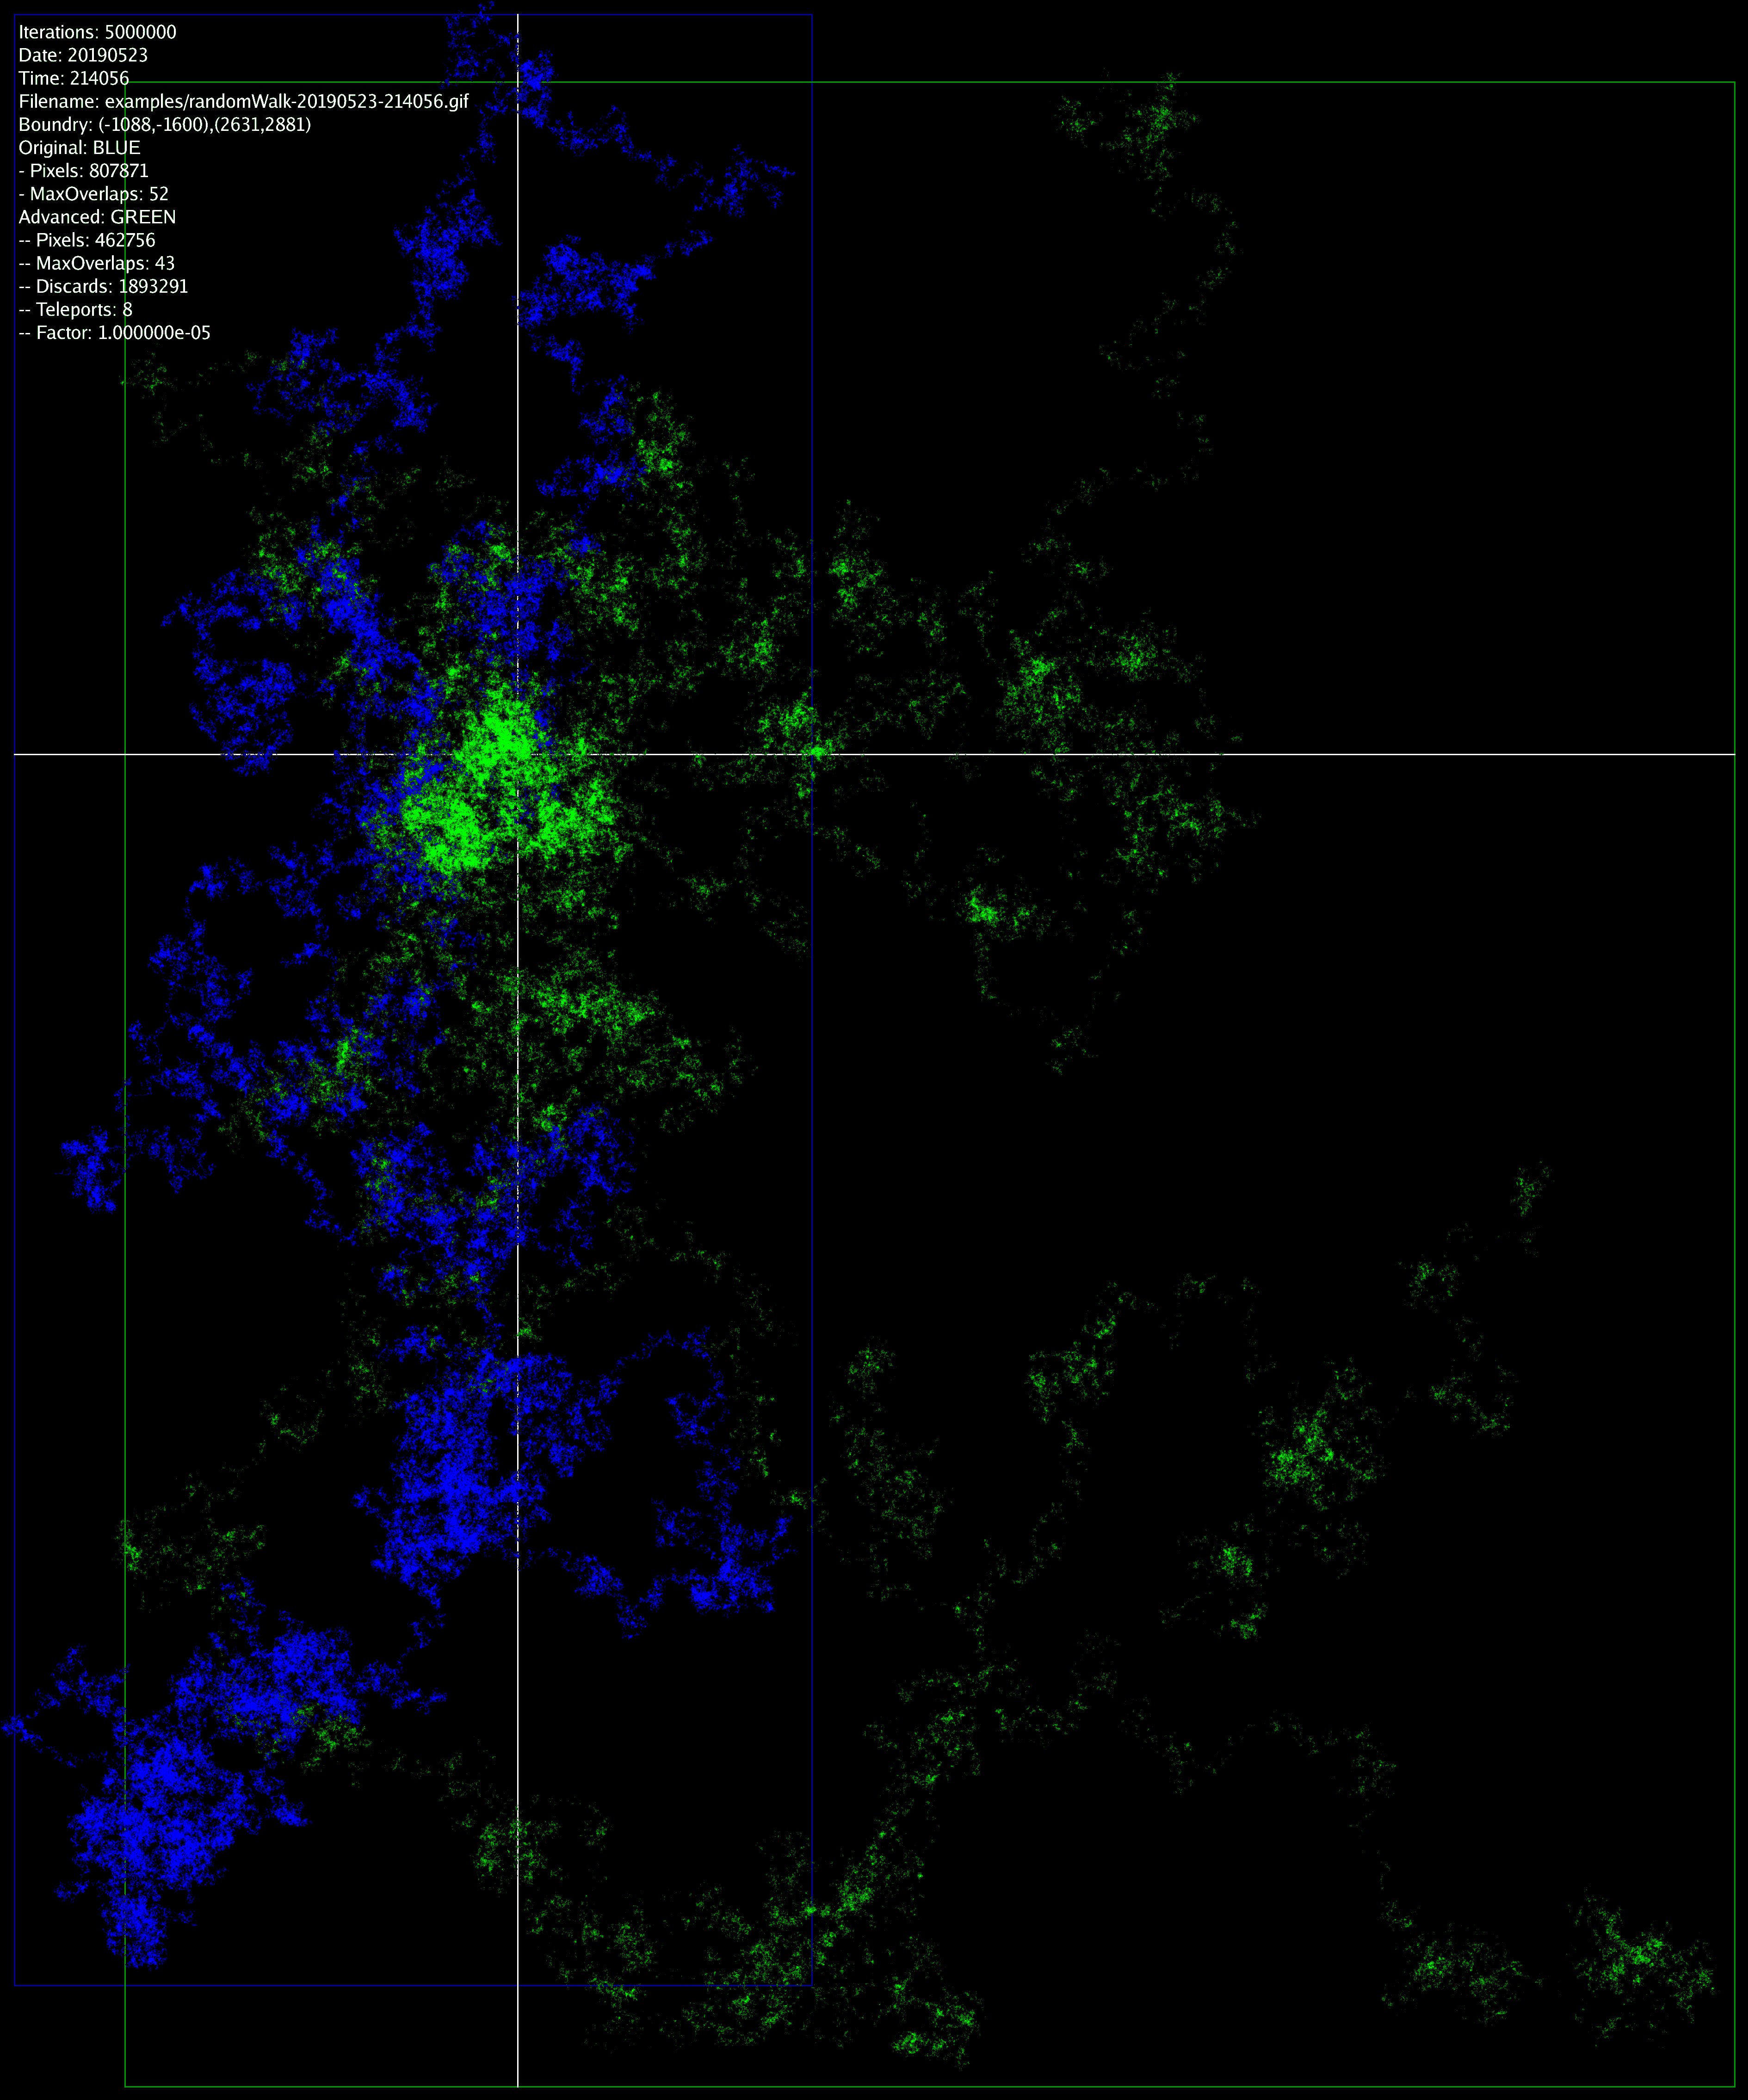 Iterations: 5000000
Date: 20190523
Time: 214056
Filename: examples/randomWalk-20190523-214056.gif
Boundry: (-1088,-1600),(2631,2881)
Original: BLUE
- Pixels: 807871
- MaxOverlaps: 52
Advanced: GREEN
-- Pixels: 462756
-- MaxOverlaps: 43
-- Discards: 1893291
-- Teleports: 8
-- Factor: 1.000000e-05